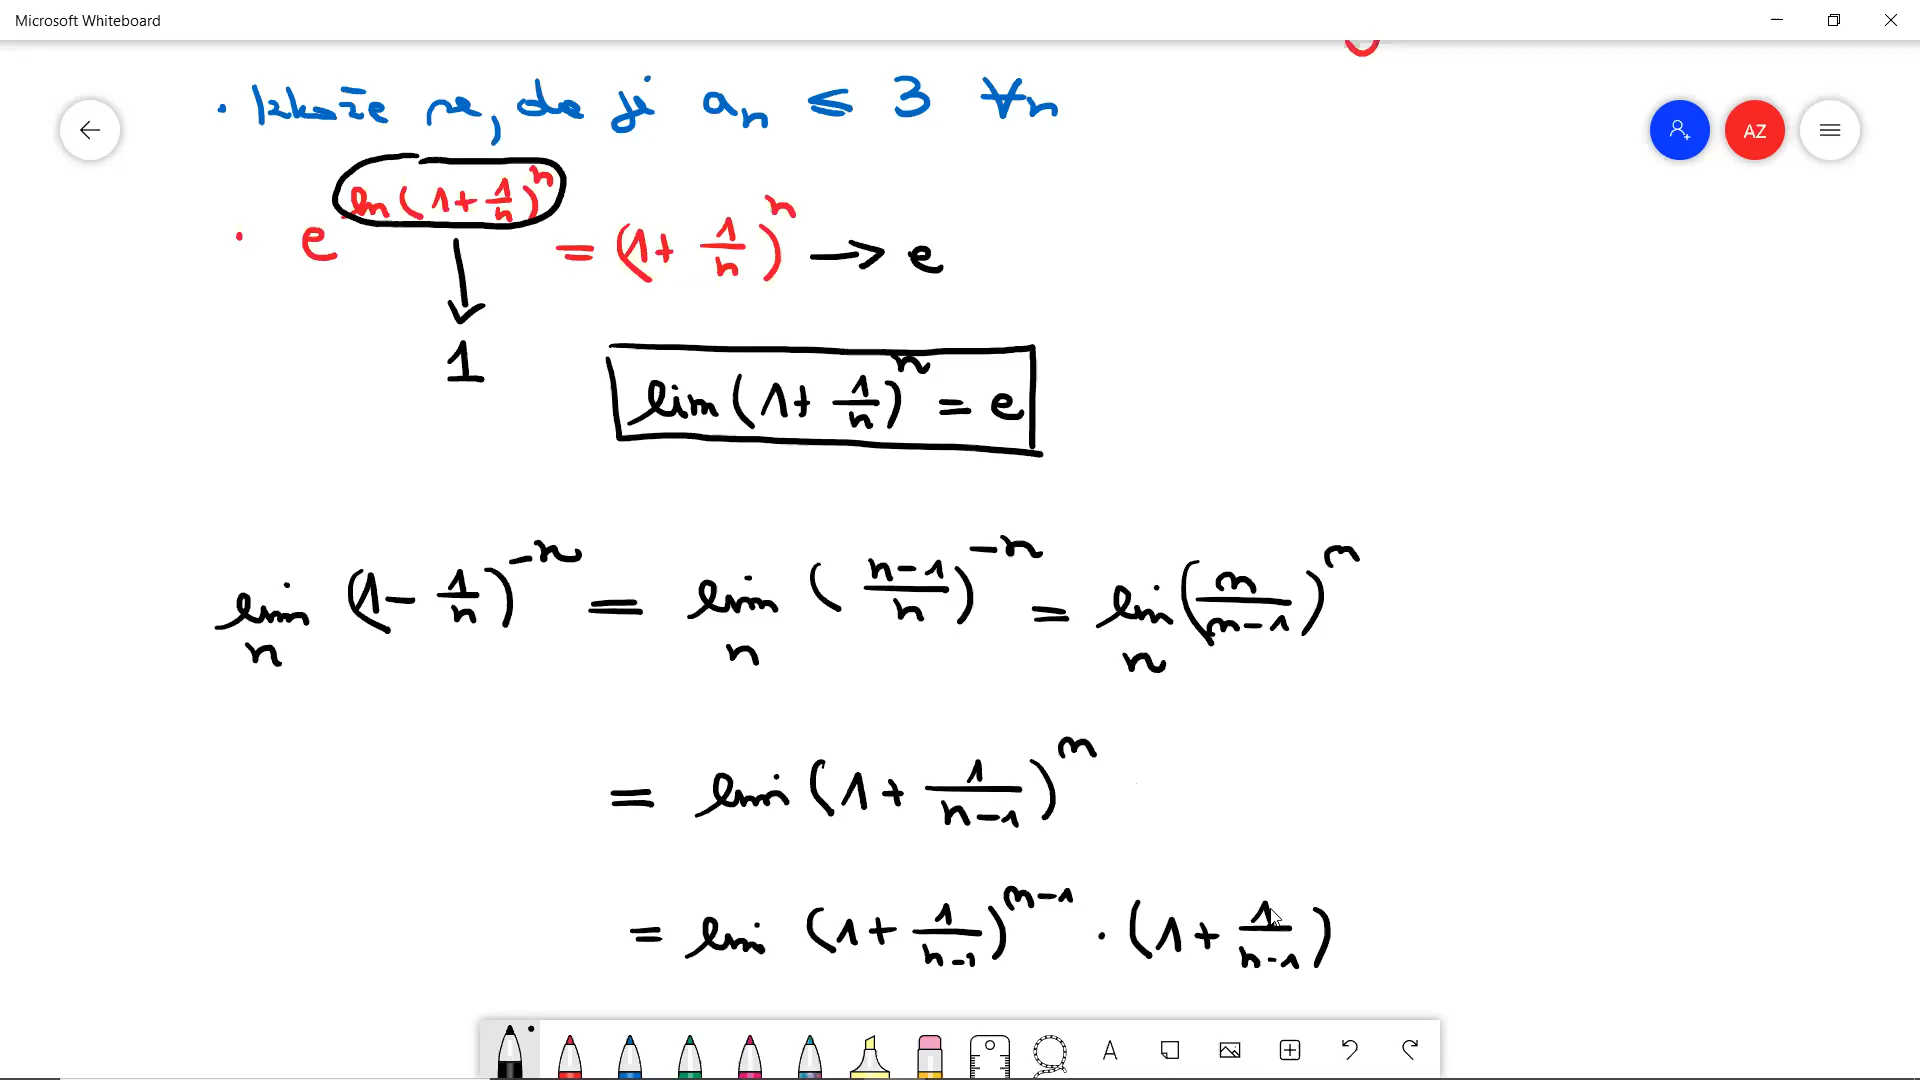 Microsoft Whiteboard
• Izkaže se, da je aₙ ≤ 3 ∀n
AZ
• e^{ln(1+1/n)^n} = (1+1/n)^n → e
1
lim (1+1/n)^n = e
lim_n (1-1/n)^{-n} = lim_n ((n-1)/n)^{-n} = lim_n (n/(n-1))^n
= lim (1+1/(n-1))^n
= lim (1+1/(n-1))^{n-1} · (1+1/(n-1))
A